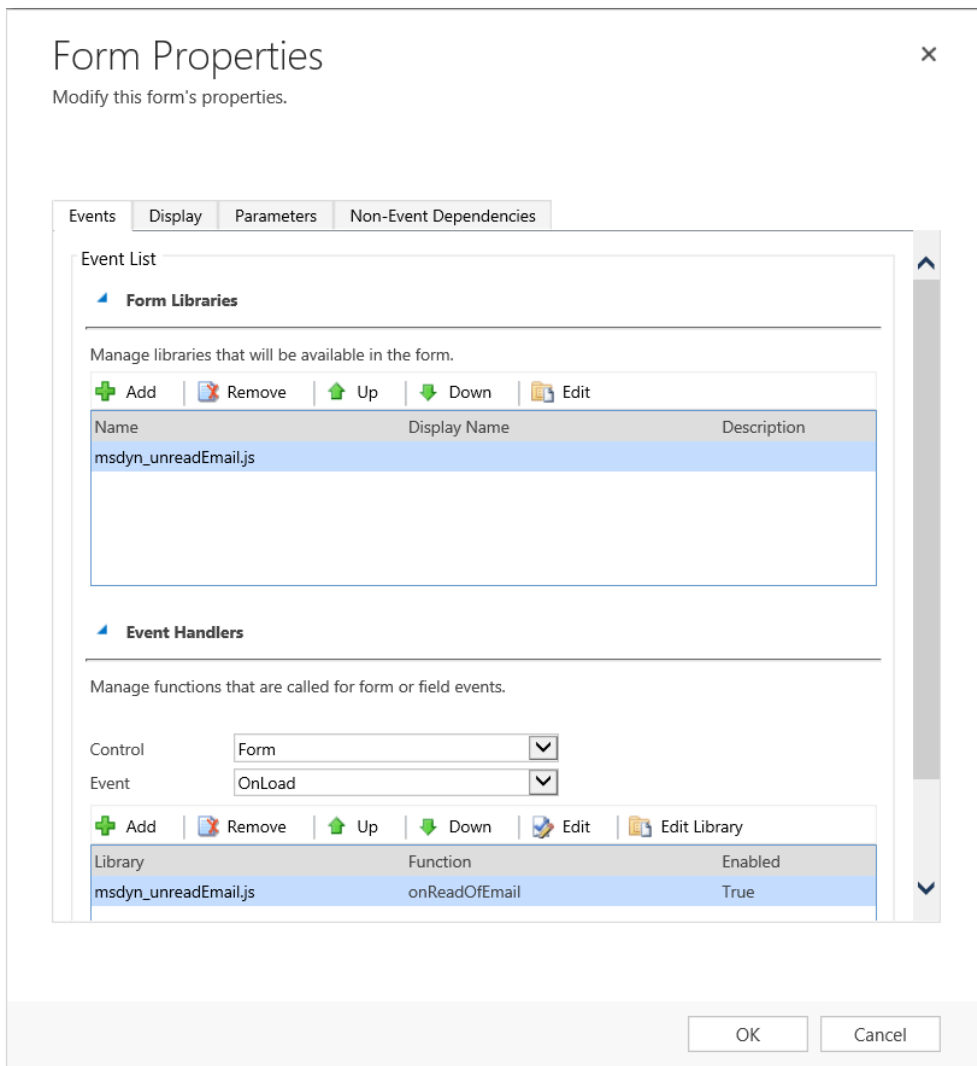 Form Properties
Modify this form's properties.
Events Display Parameters Non-Event Dependencies
Event List
Form Libraries
Manage libraries that will be available in the form.
Add Remove Up Down Edit
Name Display Name Description
msdyn_unreadEmail.js
Event Handlers
Manage functions that are called for form or field events.
Control Form
Event OnLoad
Add Remove Up Down Edit Edit Library
Library Function Enabled
msdyn_unreadEmail.js onReadOfEmail True
OK Cancel